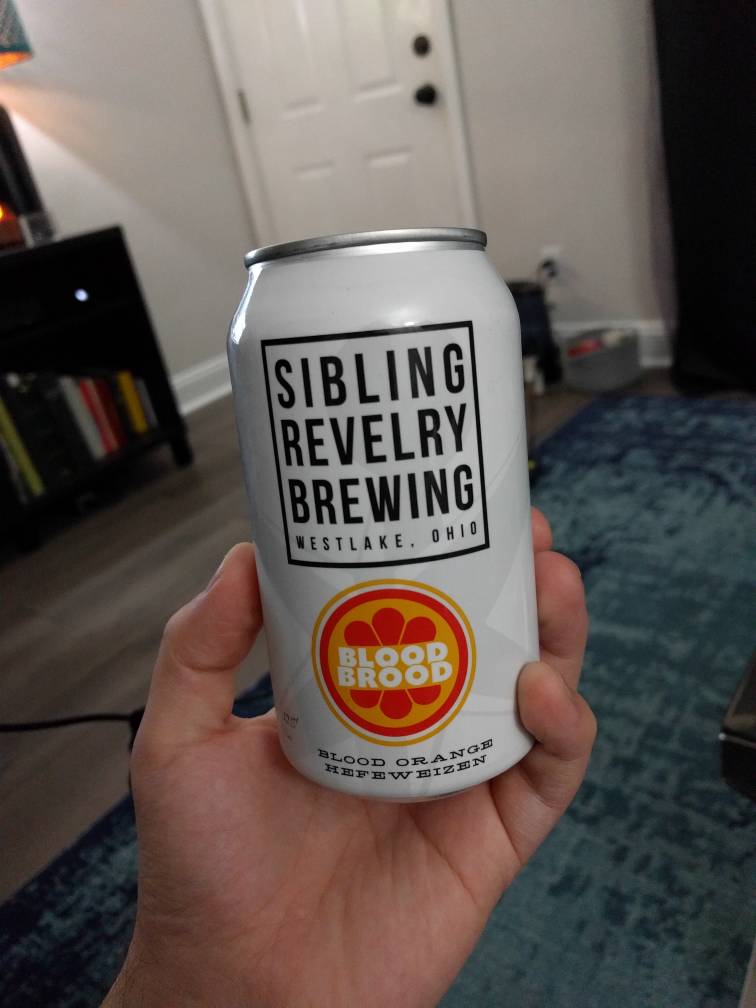 SIBLING
REVELRY
BREWING
WESTLAKE, OHIO
BLOOD
BROOD
BLOOD ORANGE
HEFEWEIZEN